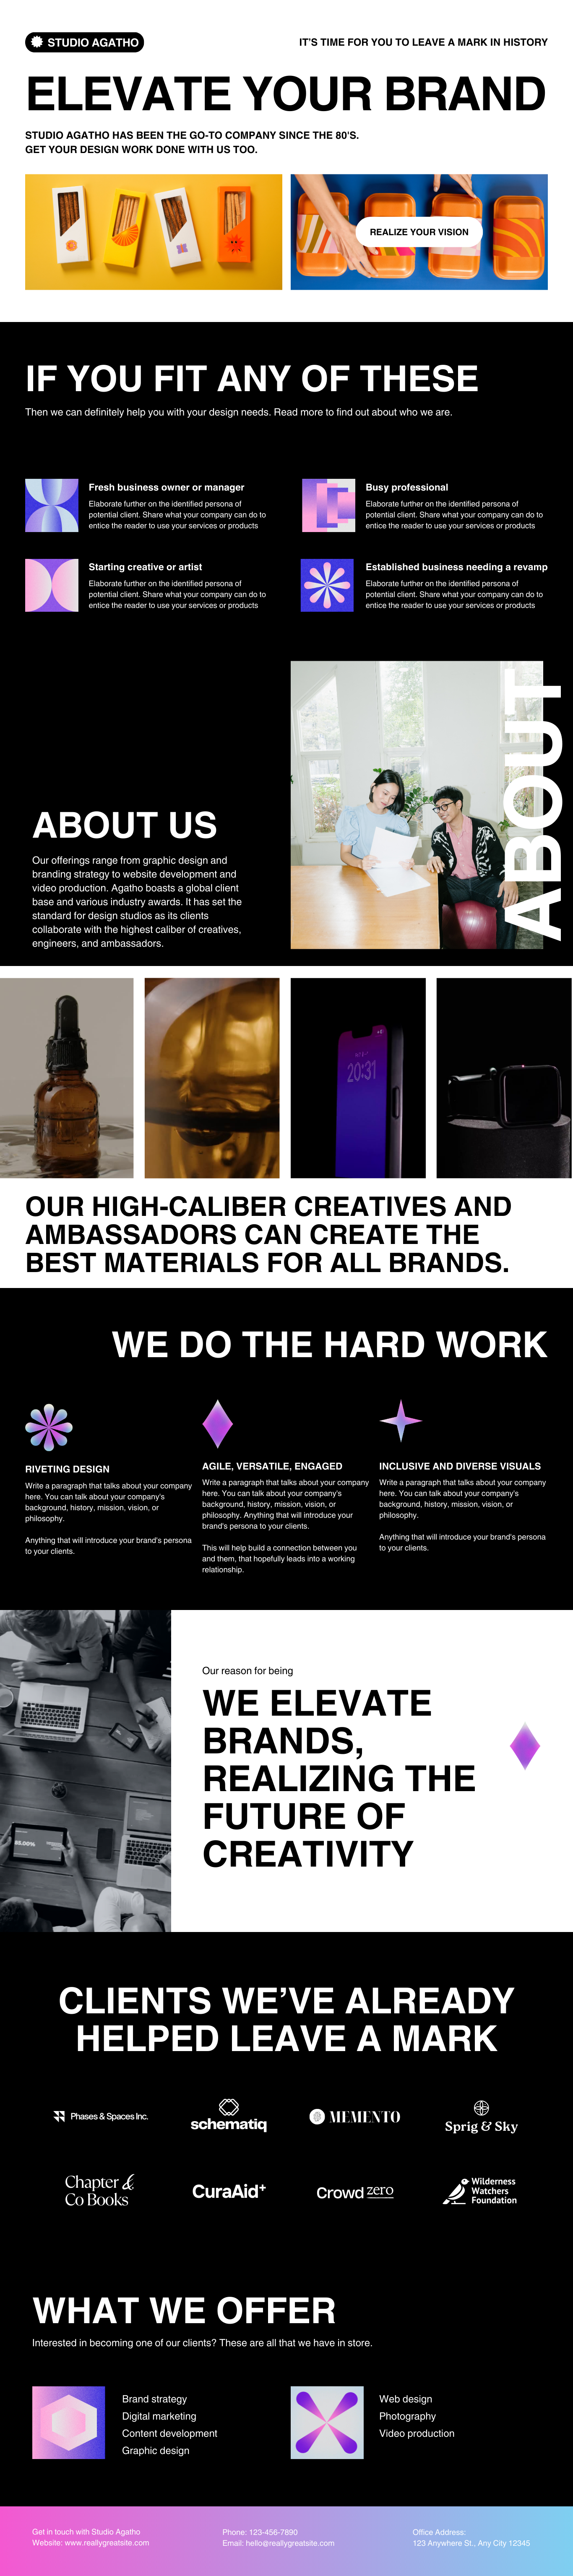 STUDIO AGATHO
IT'S TIME FOR YOU TO LEAVE A MARK IN HISTORY
ELEVATE YOUR BRAND
STUDIO AGATHO HAS BEEN THE GO-TO COMPANY SINCE THE 80'S.
GET YOUR DESIGN WORK DONE WITH US TOO.
REALIZE YOUR VISION
IF YOU FIT ANY OF THESE
Then we can definitely help you with your design needs. Read more to find out about who we are.
Fresh business owner or manager
Elaborate further on the identified persona of
potential client. Share what your company can do to
entice the reader to use your services or products
Busy professional
Elaborate further on the identified persona of
potential client. Share what your company can do to
entice the reader to use your services or products
Starting creative or artist
Elaborate further on the identified persona of
potential client. Share what your company can do to
entice the reader to use your services or products
Established business needing a revamp
Elaborate further on the identified persona of
potential client. Share what your company can do to
entice the reader to use your services or products
ABOUT
ABOUT US
Our offerings range from graphic design and
branding strategy to website development and
video production. Agatho boasts a global client
base and various industry awards. It has set the
standard for design studios as its clients
collaborate with the highest caliber of creatives,
engineers, and ambassadors.
20:31
OUR HIGH-CALIBER CREATIVES AND
AMBASSADORS CAN CREATE THE
BEST MATERIALS FOR ALL BRANDS.
WE DO THE HARD WORK
RIVETING DESIGN
Write a paragraph that talks about your company
here. You can talk about your company's
background, history, mission, vision, or
philosophy.
Anything that will introduce your brand's persona
to your clients.
AGILE, VERSATILE, ENGAGED
Write a paragraph that talks about your company
here. You can talk about your company's
background, history, mission, vision, or
philosophy. Anything that will introduce your
brand's persona to your clients.
This will help build a connection between you
and them, that hopefully leads into a working
relationship.
INCLUSIVE AND DIVERSE VISUALS
Write a paragraph that talks about your company
here. You can talk about your company's
background, history, mission, vision, or
philosophy.
Anything that will introduce your brand's persona
to your clients.
Our reason for being
WE ELEVATE
BRANDS,
REALIZING THE
FUTURE OF
CREATIVITY
CLIENTS WE'VE ALREADY
HELPED LEAVE A MARK
Phases & Spaces Inc.
schematiq
MEMENTO
Sprig & Sky
Chapter &
Co Books
CuraAid+
Crowd zero
Wilderness
Watchers
Foundation
WHAT WE OFFER
Interested in becoming one of our clients? These are all that we have in store.
Brand strategy
Digital marketing
Content development
Graphic design
Web design
Photography
Video production
Get in touch with Studio Agatho
Website: www.reallygreatsite.com
Phone: 123-456-7890
Email: hello@reallygreatsite.com
Office Address:
123 Anywhere St., Any City 12345